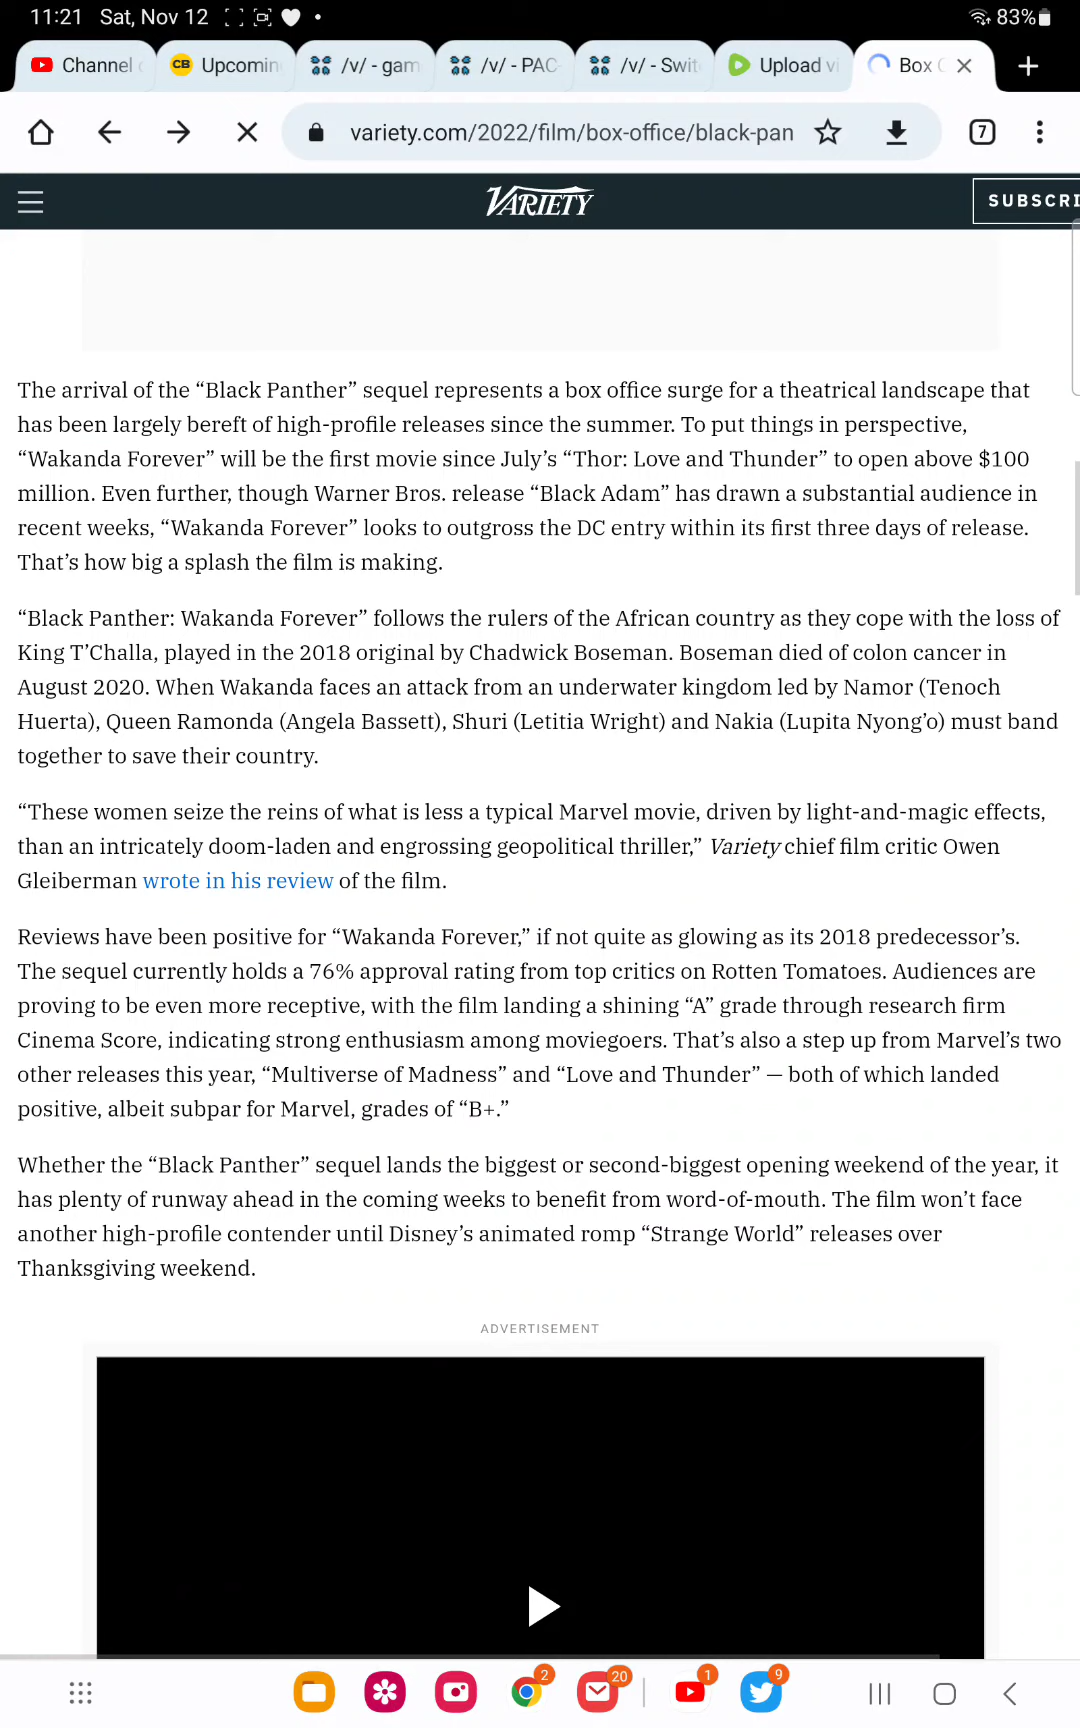 11:21 Sat, Nov 12
83%
Channel
CB Upcomin
/v/ - gam
/v/ - PAC-
/v/ - Swit
Upload vi
Box
variety.com/2022/film/box-office/black-pan
7
VARIETY
SUBSCRI
The arrival of the “Black Panther” sequel represents a box office surge for a theatrical landscape that
has been largely bereft of high-profile releases since the summer. To put things in perspective,
“Wakanda Forever” will be the first movie since July’s “Thor: Love and Thunder” to open above $100
million. Even further, though Warner Bros. release “Black Adam” has drawn a substantial audience in
recent weeks, “Wakanda Forever” looks to outgross the DC entry within its first three days of release.
That’s how big a splash the film is making.
“Black Panther: Wakanda Forever” follows the rulers of the African country as they cope with the loss of
King T’Challa, played in the 2018 original by Chadwick Boseman. Boseman died of colon cancer in
August 2020. When Wakanda faces an attack from an underwater kingdom led by Namor (Tenoch
Huerta), Queen Ramonda (Angela Bassett), Shuri (Letitia Wright) and Nakia (Lupita Nyong’o) must band
together to save their country.
“These women seize the reins of what is less a typical Marvel movie, driven by light-and-magic effects,
than an intricately doom-laden and engrossing geopolitical thriller,” Variety chief film critic Owen
Gleiberman wrote in his review of the film.
Reviews have been positive for “Wakanda Forever,” if not quite as glowing as its 2018 predecessor’s.
The sequel currently holds a 76% approval rating from top critics on Rotten Tomatoes. Audiences are
proving to be even more receptive, with the film landing a shining “A” grade through research firm
Cinema Score, indicating strong enthusiasm among moviegoers. That’s also a step up from Marvel’s two
other releases this year, “Multiverse of Madness” and “Love and Thunder” — both of which landed
positive, albeit subpar for Marvel, grades of “B+.”
Whether the “Black Panther” sequel lands the biggest or second-biggest opening weekend of the year, it
has plenty of runway ahead in the coming weeks to benefit from word-of-mouth. The film won’t face
another high-profile contender until Disney’s animated romp “Strange World” releases over
Thanksgiving weekend.
ADVERTISEMENT
2
20
1
9